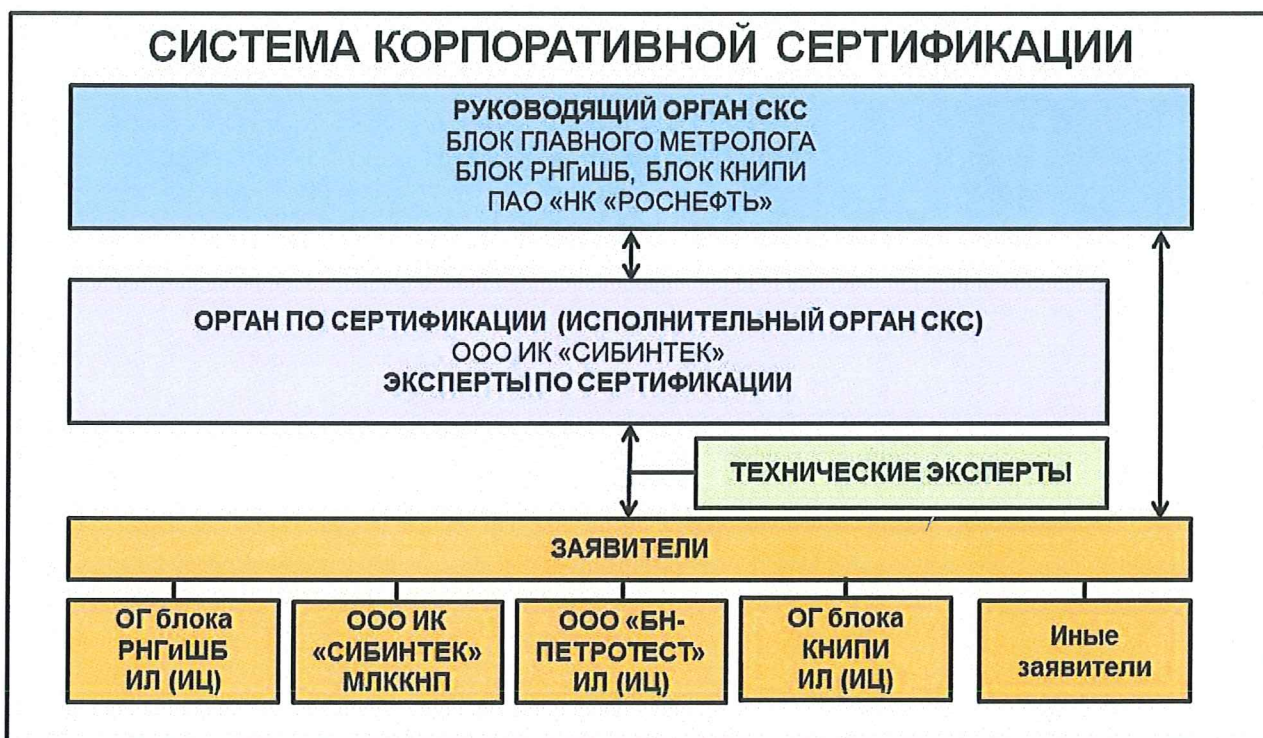 СИСТЕМА КОРПОРАТИВНОЙ СЕРТИФИКАЦИИ
РУКОВОДЯЩИЙ ОРГАН СКС
БЛОК ГЛАВНОГО МЕТРОЛОГА
БЛОК РНГиШБ, БЛОК КНИПИ
ПАО «НК «РОСНЕФТЬ»
ОРГАН ПО СЕРТИФИКАЦИИ (ИСПОЛНИТЕЛЬНЫЙ ОРГАН СКС)
ООО ИК «СИБИНТЕК»
ЭКСПЕРТЫ ПО СЕРТИФИКАЦИИ
ТЕХНИЧЕСКИЕ ЭКСПЕРТЫ
ЗАЯВИТЕЛИ
ОГ блока
РНГиШБ
ИЛ (ИЦ)
ООО ИК
«СИБИНТЕК»
МЛККНП
ООО «БН-
ПЕТРОТЕСТ»
ИЛ (ИЦ)
ОГ блока
КНИПИ
ИЛ (ИЦ)
Иные
заявители